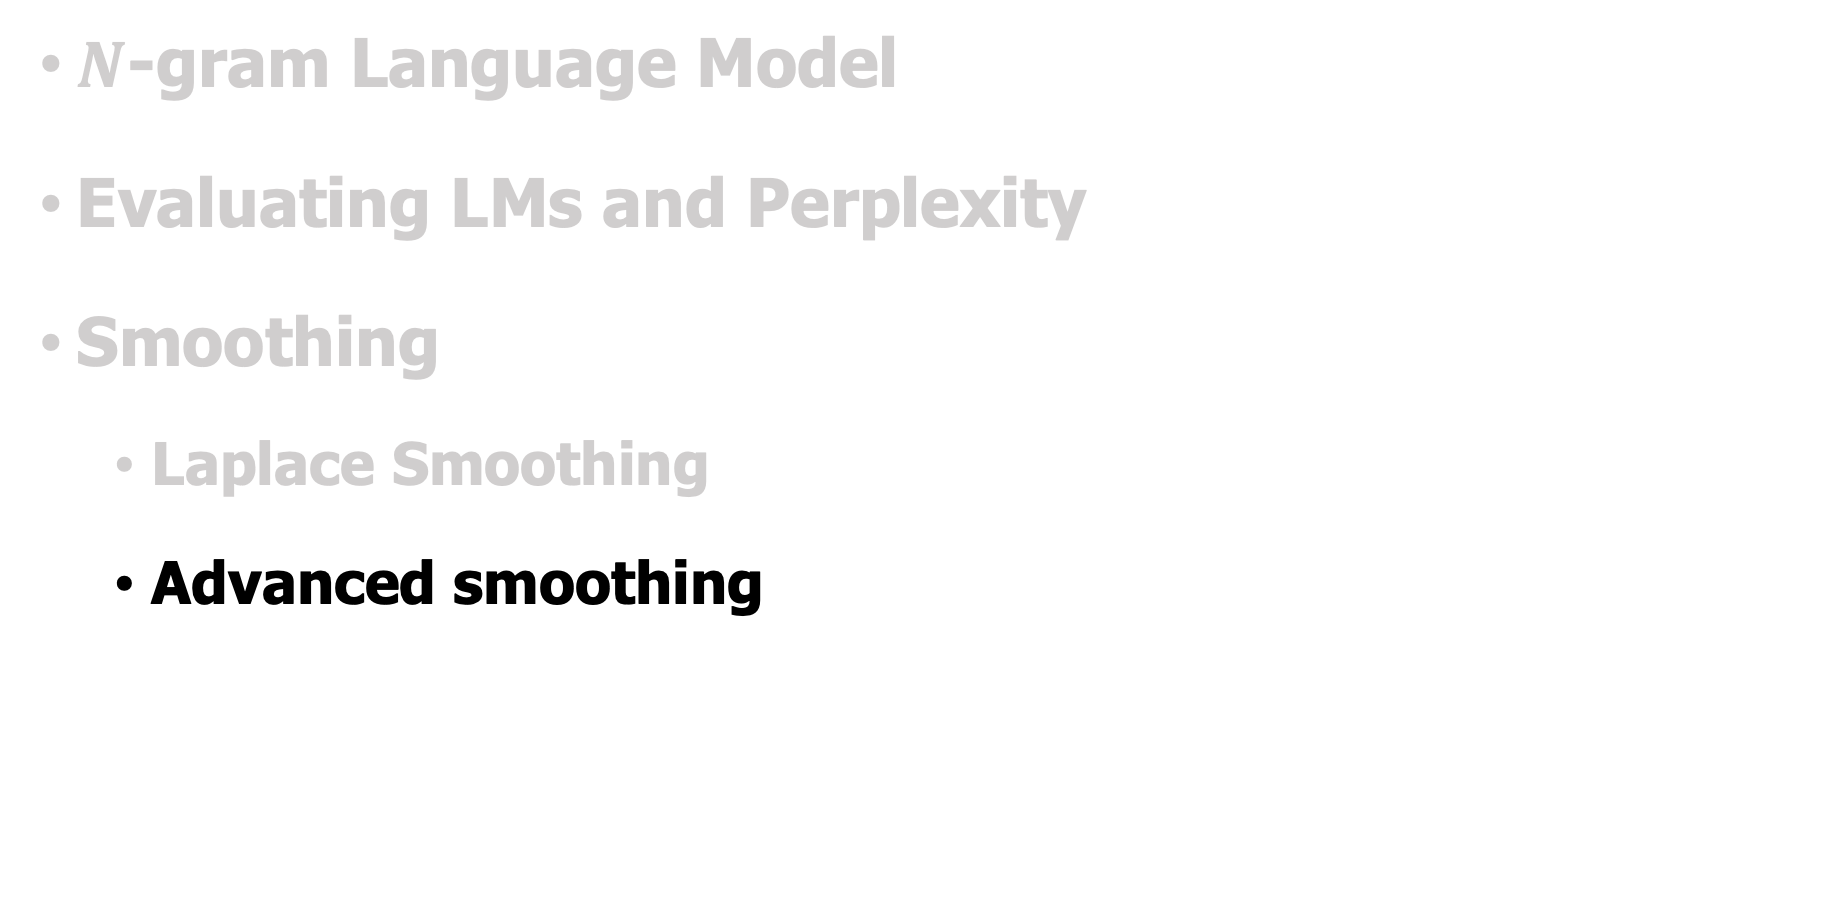 • N-gram Language Model
• Evaluating LMs and Perplexity
• Smoothing
• Laplace Smoothing
• Advanced smoothing